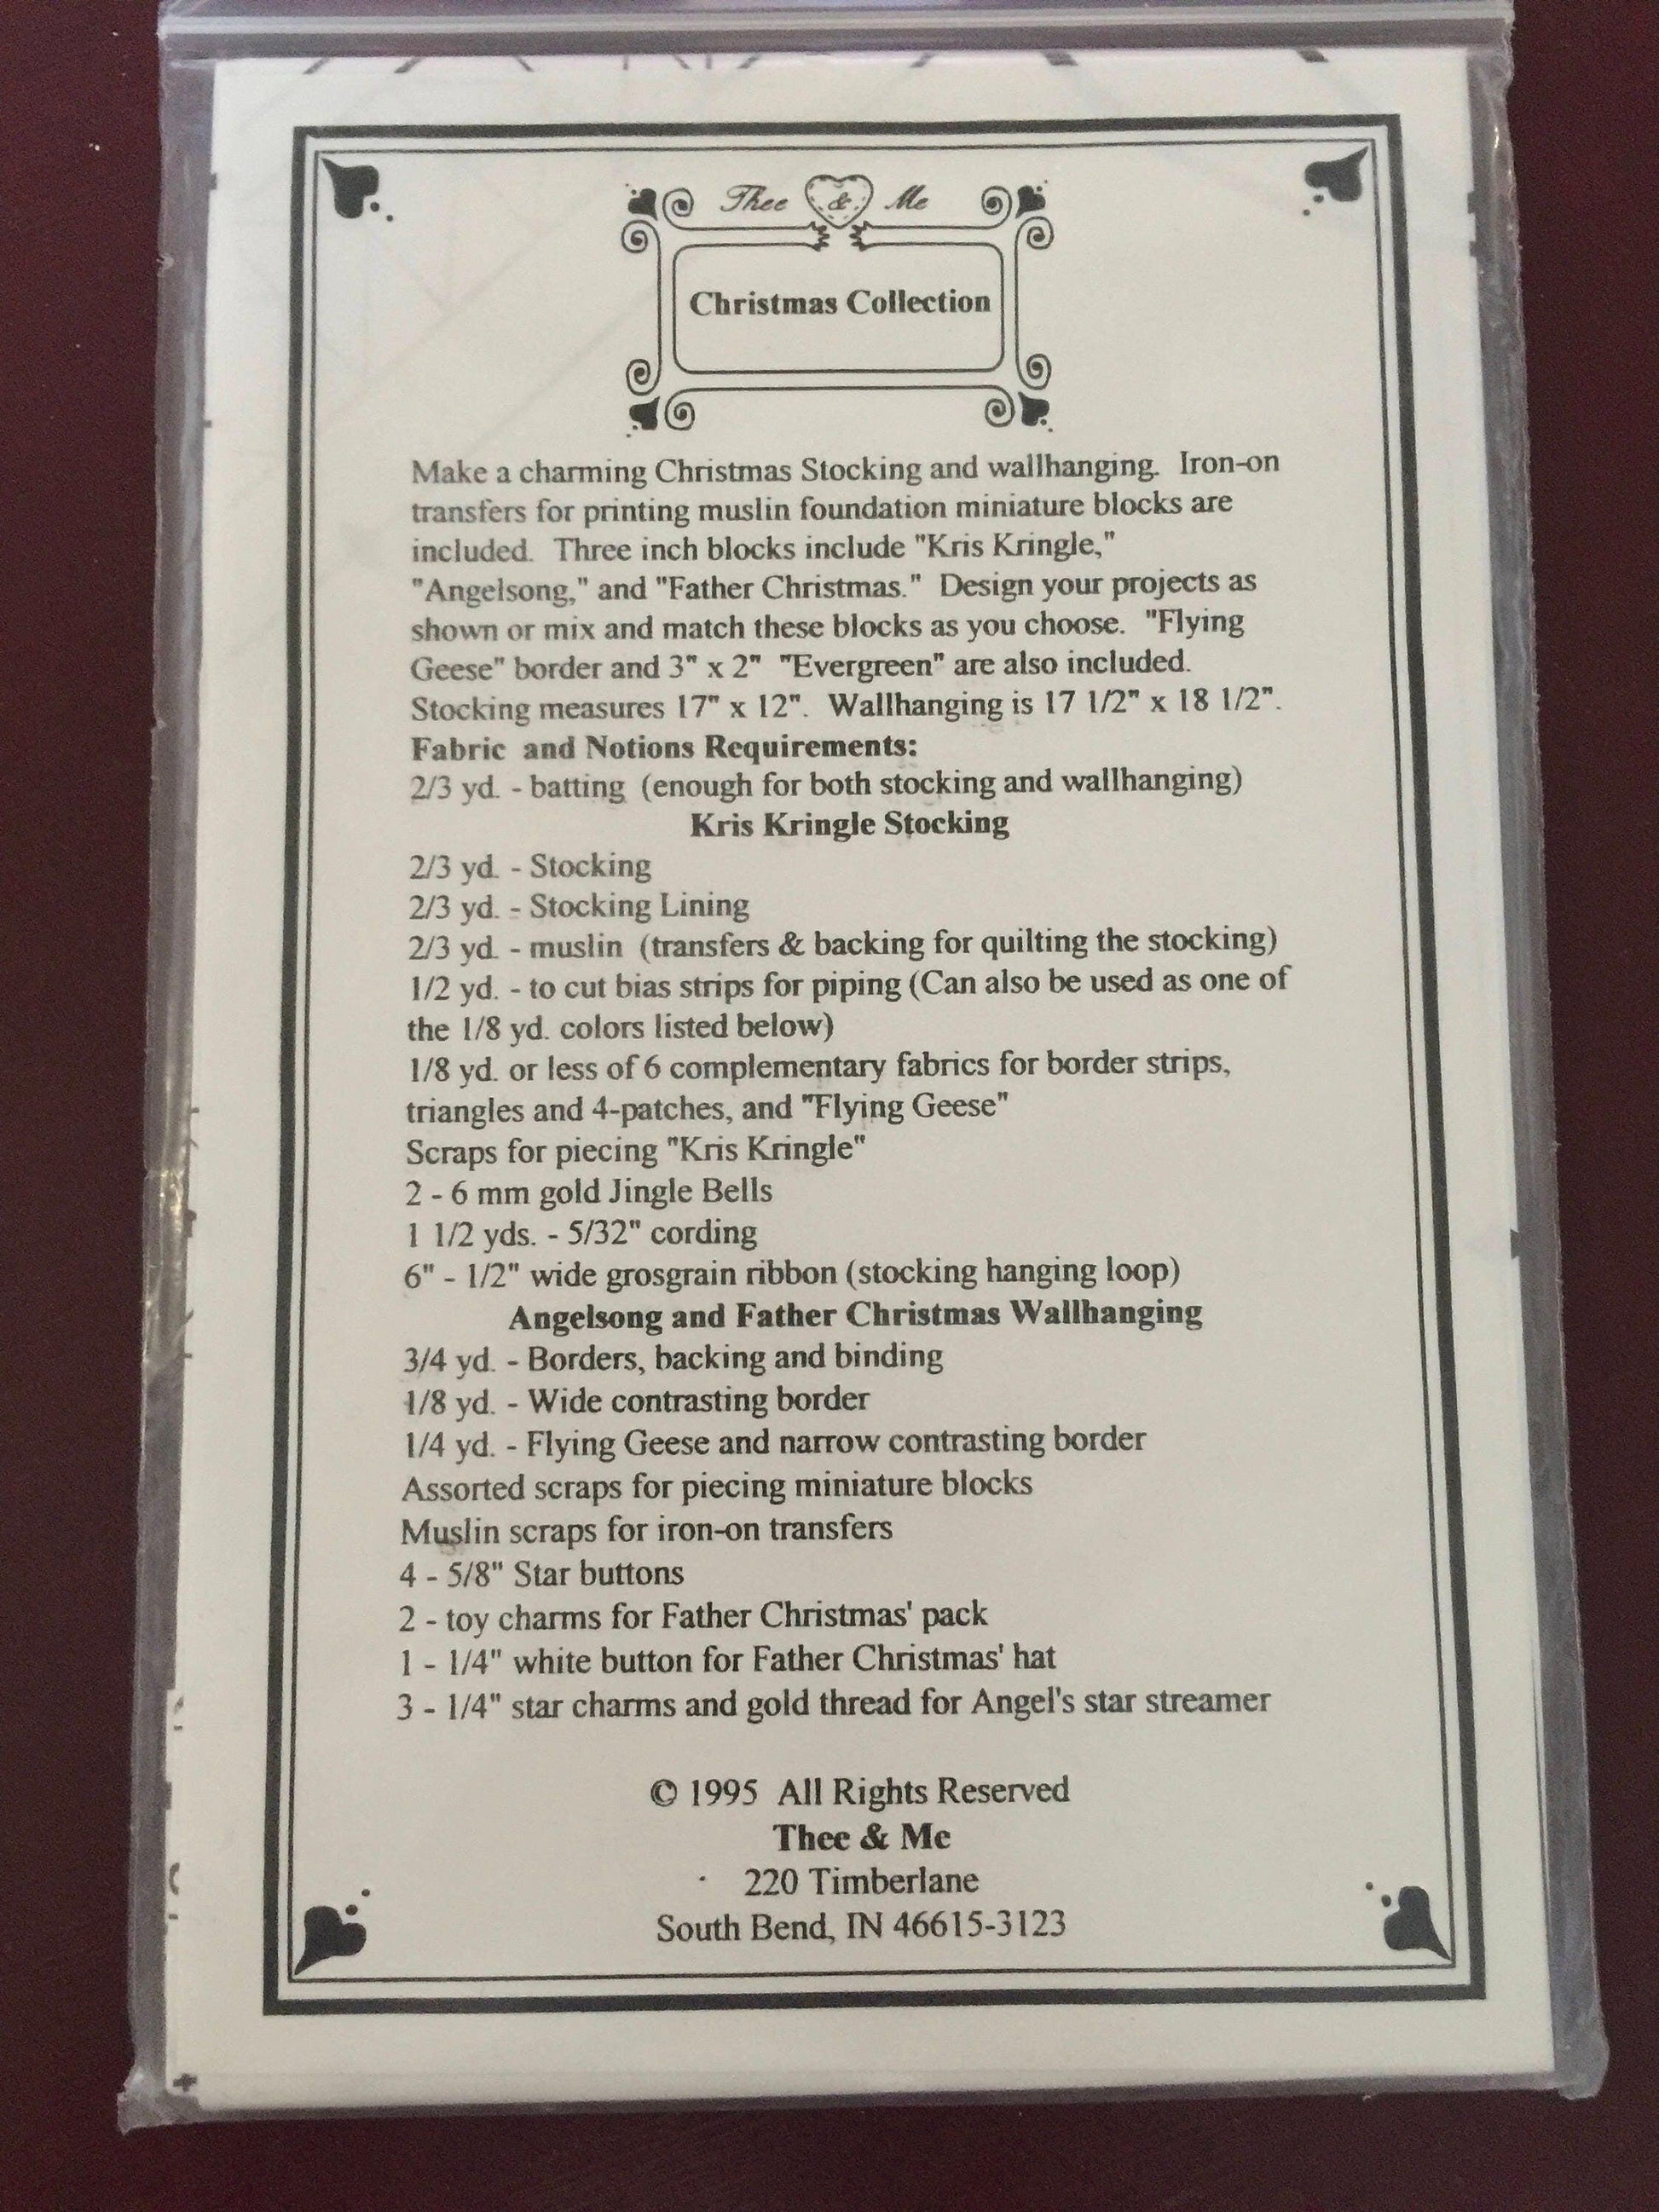 Thee & Me
Christmas Collection
Make a charming Christmas Stocking and wallhanging. Iron-on
transfers for printing muslin foundation miniature blocks are
included. Three inch blocks include "Kris Kringle,"
"Angelsong," and "Father Christmas." Design your projects as
shown or mix and match these blocks as you choose. "Flying
Geese" border and 3" x 2" "Evergreen" are also included.
Stocking measures 17" x 12". Wallhanging is 17 1/2" x 18 1/2".
Fabric and Notions Requirements:
2/3 yd. - batting (enough for both stocking and wallhanging)
Kris Kringle Stocking
2/3 yd. - Stocking
2/3 yd. - Stocking Lining
2/3 yd. - muslin (transfers & backing for quilting the stocking)
1/2 yd. - to cut bias strips for piping (Can also be used as one of
the 1/8 yd. colors listed below)
1/8 yd. or less of 6 complementary fabrics for border strips,
triangles and 4-patches, and "Flying Geese"
Scraps for piecing "Kris Kringle"
2 - 6 mm gold Jingle Bells
1 1/2 yds. - 5/32" cording
6" - 1/2" wide grosgrain ribbon (stocking hanging loop)
Angelsong and Father Christmas Wallhanging
3/4 yd. - Borders, backing and binding
1/8 yd. - Wide contrasting border
1/4 yd. - Flying Geese and narrow contrasting border
Assorted scraps for piecing miniature blocks
Muslin scraps for iron-on transfers
4 - 5/8" Star buttons
2 - toy charms for Father Christmas' pack
1 - 1/4" white button for Father Christmas' hat
3 - 1/4" star charms and gold thread for Angel's star streamer
© 1995 All Rights Reserved
Thee & Me
220 Timberlane
South Bend, IN 46615-3123